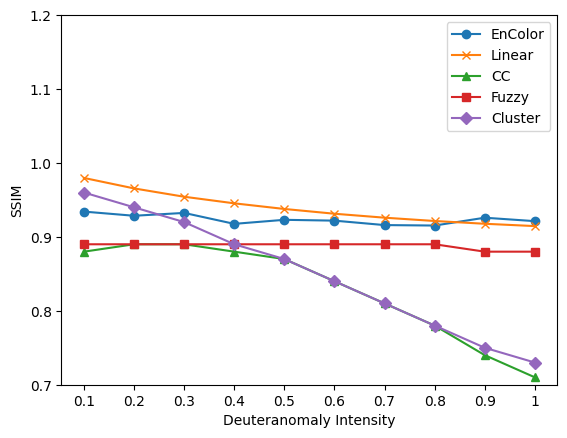 1.2
1.1
1.0
0.9
0.8
0.7
SSIM
0.1 0.2 0.3 0.4 0.5 0.6 0.7 0.8 0.9 1
Deuteranomaly Intensity
EnColor
Linear
CC
Fuzzy
Cluster